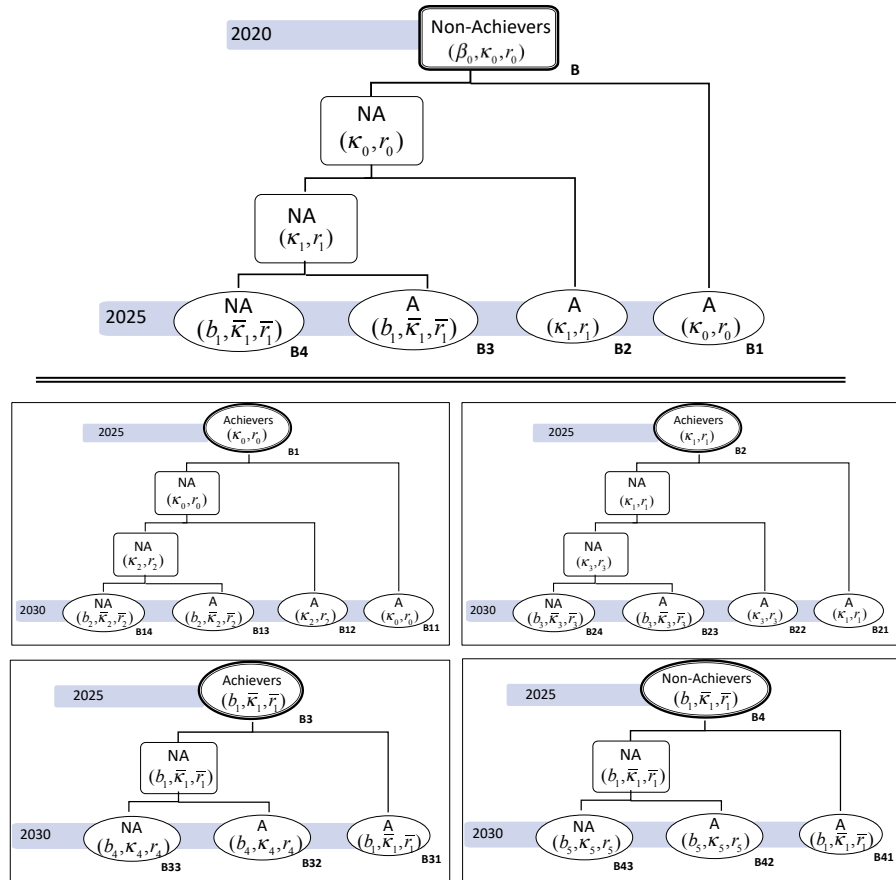 2020
Non-Achievers
(β₀, κ₀, r₀)
B
NA
(κ₀, r₀)
NA
(κ₁, r₁)
2025
NA
(b₁, κ̄₁, r̄₁)
B4
A
(b₁, κ̄₁, r̄₁)
B3
A
(κ₁, r₁)
B2
A
(κ₀, r₀)
B1
2025
Achievers
(κ₀, r₀)
B1
NA
(κ₀, r₀)
NA
(κ₂, r₂)
2030
NA
(b₂, κ̄₂, r̄₂)
B14
A
(b₂, κ̄₂, r̄₂)
B13
A
(κ₂, r₂)
B12
A
(κ₀, r₀)
B11
2025
Achievers
(κ₁, r₁)
B2
NA
(κ₁, r₁)
NA
(κ₃, r₃)
2030
NA
(b₃, κ̄₃, r̄₃)
B24
A
(b₃, κ̄₃, r̄₃)
B23
A
(κ₃, r₃)
B22
A
(κ₁, r₁)
B21
2025
Achievers
(b₁, κ̄₁, r̄₁)
B3
NA
(b₁, κ̄₁, r̄₁)
2030
NA
(b₄, κ₄, r₄)
B33
A
(b₄, κ₄, r₄)
B32
A
(b₁, κ̄₁, r̄₁)
B31
2025
Non-Achievers
(b₁, κ̄₁, r̄₁)
B4
NA
(b₁, κ̄₁, r̄₁)
2030
NA
(b₅, κ₅, r₅)
B43
A
(b₅, κ₅, r₅)
B42
A
(b₁, κ̄₁, r̄₁)
B41